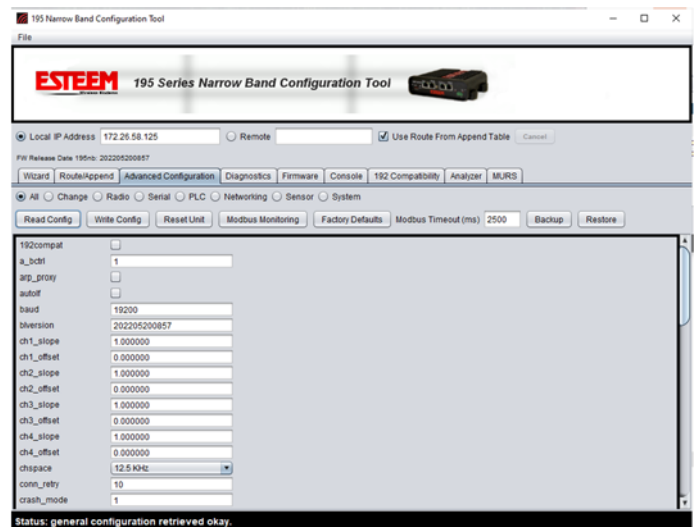 195 Narrow Band Configuration Tool
File
ESTEEM
195 Series Narrow Band Configuration Tool
Local IP Address 172.26.58.125 Remote Use Route From Append Table Cancel
FW Release Date 195nb: 202205200857
Wizard Route/Append Advanced Configuration Diagnostics Firmware Console 192 Compatibility Analyzer MURS
All Change Radio Serial PLC Networking Sensor System
Read Config Write Config Reset Unit Modbus Monitoring Factory Defaults Modbus Timeout (ms) 2500 Backup Restore
192compat
a_bctrl 1
arp_proxy
autolf
baud 19200
blversion 202205200857
ch1_slope 1.000000
ch1_offset 0.000000
ch2_slope 1.000000
ch2_offset 0.000000
ch3_slope 1.000000
ch3_offset 0.000000
ch4_slope 1.000000
ch4_offset 0.000000
chspace 12.5 KHz
conn_retry 10
crash_mode 1
Status: general configuration retrieved okay.